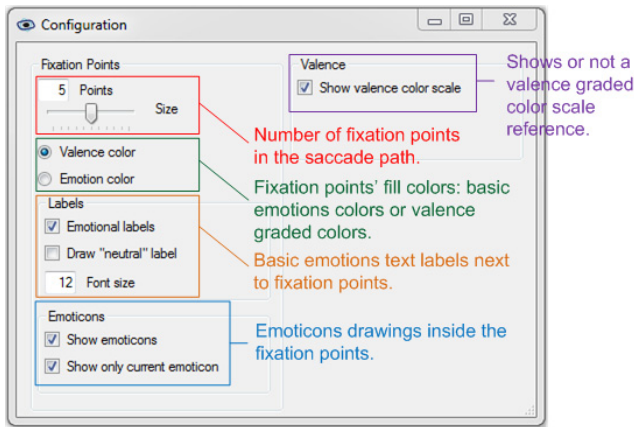 Configuration
Fixation Points
5 Points
Size
Valence color
Emotion color
Labels
Emotional labels
Draw "neutral" label
12 Font size
Emoticons
Show emoticons
Show only current emoticon
Valence
Show valence color scale
Shows or not a
valence graded
color scale
reference.
Number of fixation points
in the saccade path.
Fixation points' fill colors: basic
emotions colors or valence
graded colors.
Basic emotions text labels next
to fixation points.
Emoticons drawings inside the
fixation points.